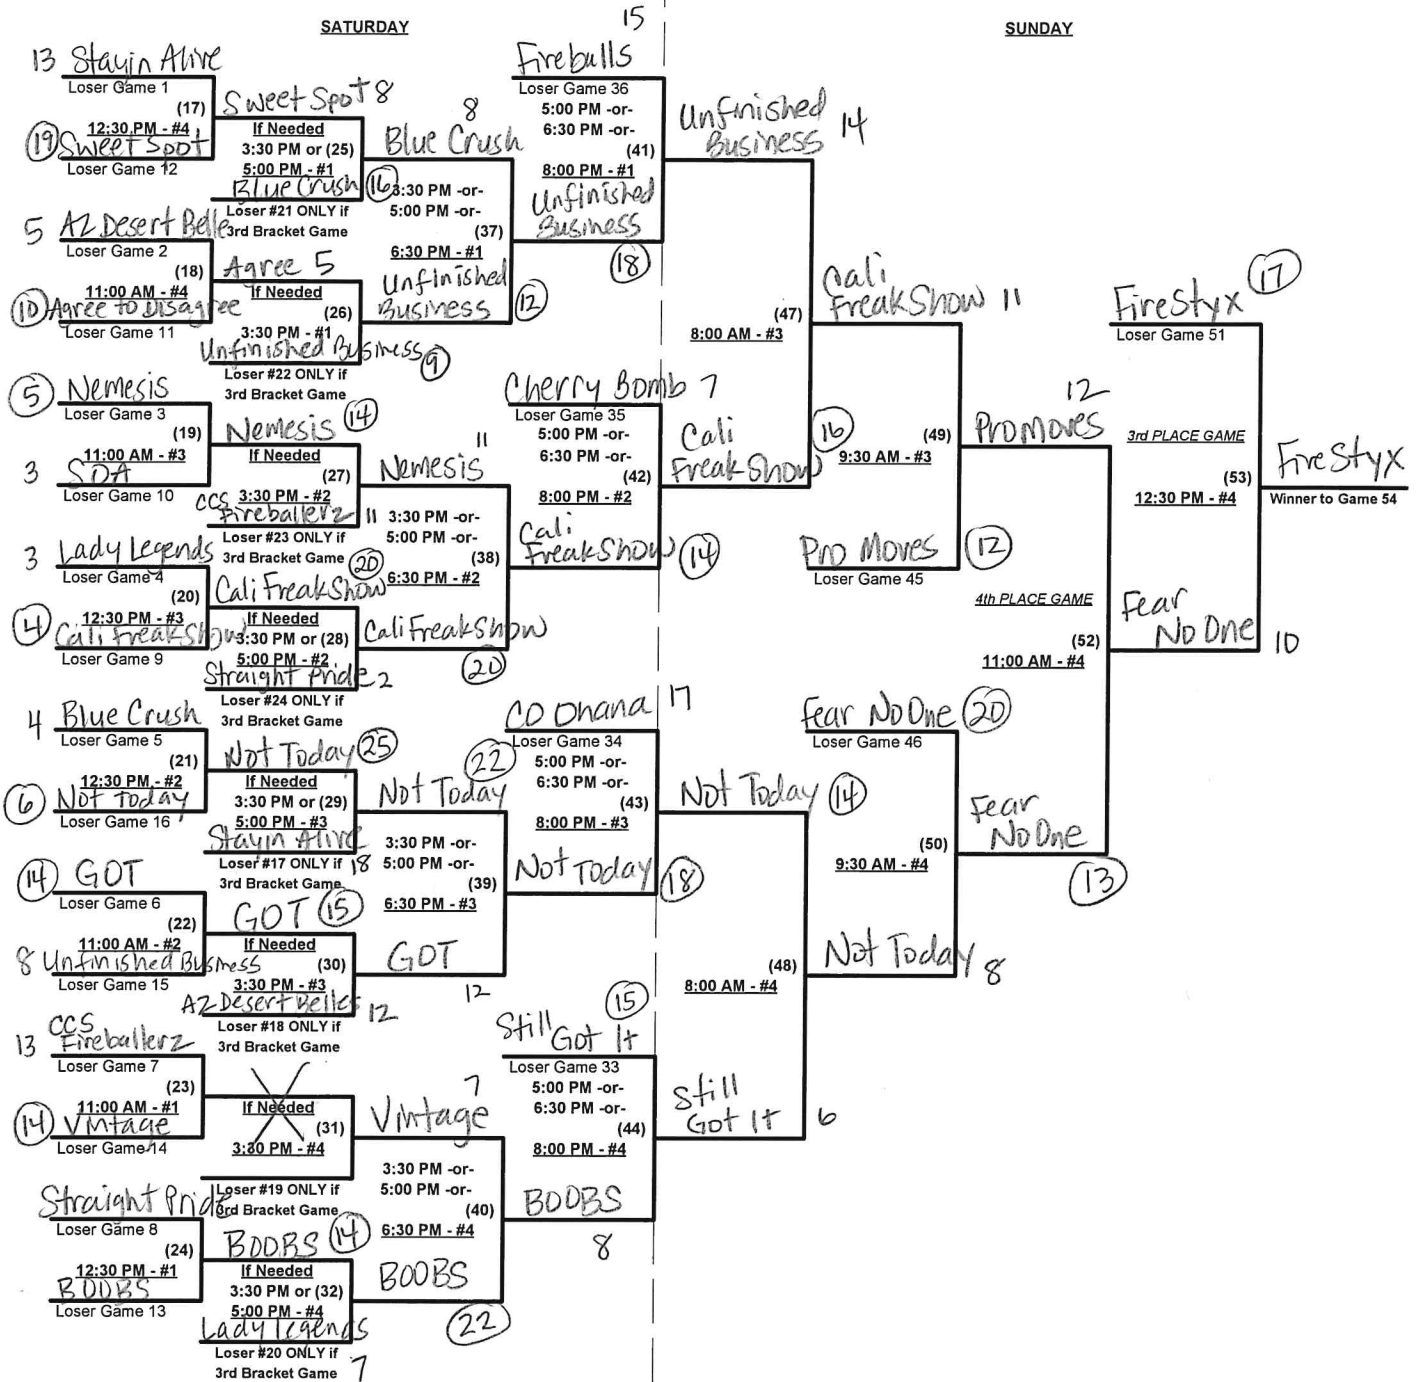 SATURDAY
SUNDAY
13 Stayin Alive
Loser Game 1
(17)
12:30 PM - #4
19 Sweet Spot
Loser Game 12
Sweet Spot 8
If Needed
3:30 PM or (25)
5:00 PM - #1
Blue Crush 16
Loser #21 ONLY if
3rd Bracket Game
5 AZ Desert Belle
Loser Game 2
(18)
11:00 AM - #4
10 Agree to Disagree
Loser Game 11
Agree 5
If Needed
(26)
3:30 PM - #1
Unfinished Business 9
Loser #22 ONLY if
3rd Bracket Game
5 Nemesis
Loser Game 3
(19)
11:00 AM - #3
3 SOA
Loser Game 10
Nemesis 14
If Needed
(27)
3:30 PM - #2
CCS
Fireballerz 11
Loser #23 ONLY if
3rd Bracket Game
3 Lady Legends
Loser Game 4
(20)
12:30 PM - #3
4 Cali FreakShow
Loser Game 9
Cali FreakShow 20
If Needed
3:30 PM or (28)
5:00 PM - #2
Straight Pride 2
Loser #24 ONLY if
3rd Bracket Game
4 Blue Crush
Loser Game 5
(21)
12:30 PM - #2
6 Not Today
Loser Game 16
Not Today 25
If Needed
3:30 PM or (29)
5:00 PM - #3
Stayin Alive
Loser #17 ONLY if 18
3rd Bracket Game
14 GOT
Loser Game 6
(22)
11:00 AM - #2
8 Unfinished Business
Loser Game 15
GOT 15
If Needed
(30)
3:30 PM - #3
AZ Desert Belles 12
Loser #18 ONLY if
3rd Bracket Game
13 CCS
Fireballerz
Loser Game 7
(23)
11:00 AM - #1
14 Vintage
Loser Game 14
If Needed
(31)
3:30 PM - #4
Loser #19 ONLY if
3rd Bracket Game
Straight Pride
Loser Game 8
(24)
12:30 PM - #1
BOOBS
Loser Game 13
BOOBS 14
If Needed
3:30 PM or (32)
5:00 PM - #4
Lady Legends
Loser #20 ONLY if
3rd Bracket Game 7
8
Blue Crush
3:30 PM -or-
5:00 PM -or-
(37)
6:30 PM - #1
Unfinished
Business 12
11
Nemesis
3:30 PM -or-
5:00 PM -or-
(38)
6:30 PM - #2
Cali FreakShow
20
22
Not Today
3:30 PM -or-
5:00 PM -or-
(39)
6:30 PM - #3
GOT
12
7
Vintage
3:30 PM -or-
5:00 PM -or-
(40)
6:30 PM - #4
BOOBS
22
15
Fireballs
Loser Game 36
5:00 PM -or-
6:30 PM -or-
(41)
8:00 PM - #1
Unfinished
Business
18
Cherry Bomb 7
Loser Game 35
5:00 PM -or-
6:30 PM -or-
(42)
8:00 PM - #2
Cali
FreakShow 14
CO Ohana 17
Loser Game 34
5:00 PM -or-
6:30 PM -or-
(43)
8:00 PM - #3
Not Today 18
15
Still
Got It
Loser Game 33
5:00 PM -or-
6:30 PM -or-
(44)
8:00 PM - #4
BOOBS
8
Unfinished
Business 14
(47)
8:00 AM - #3
Cali
FreakShow 16
Not Today 14
(48)
8:00 AM - #4
Still
Got It 6
Cali
FreakShow 11
(49)
9:30 AM - #3
Pro Moves 12
Loser Game 45
Fear No One 20
Loser Game 46
(50)
9:30 AM - #4
Not Today 8
12
Pro Moves
4th PLACE GAME
(52)
11:00 AM - #4
Fear
No One
13
FireStyx 17
Loser Game 51
3rd PLACE GAME
(53)
12:30 PM - #4
Fear
No One 10
FireStyx
Winner to Game 54